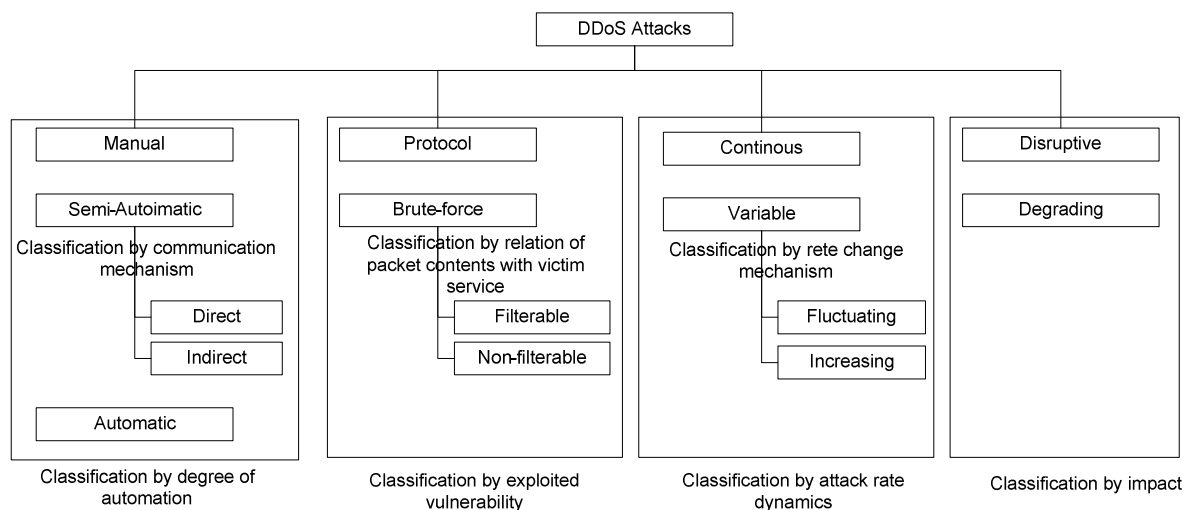 DDoS Attacks
Manual
Semi-Autoimatic
Classification by communication
mechanism
Direct
Indirect
Automatic
Classification by degree of
automation
Protocol
Brute-force
Classification by relation of
packet contents with victim
service
Filterable
Non-filterable
Classification by exploited
vulnerability
Continous
Variable
Classification by rete change
mechanism
Fluctuating
Increasing
Classification by attack rate
dynamics
Disruptive
Degrading
Classification by impact